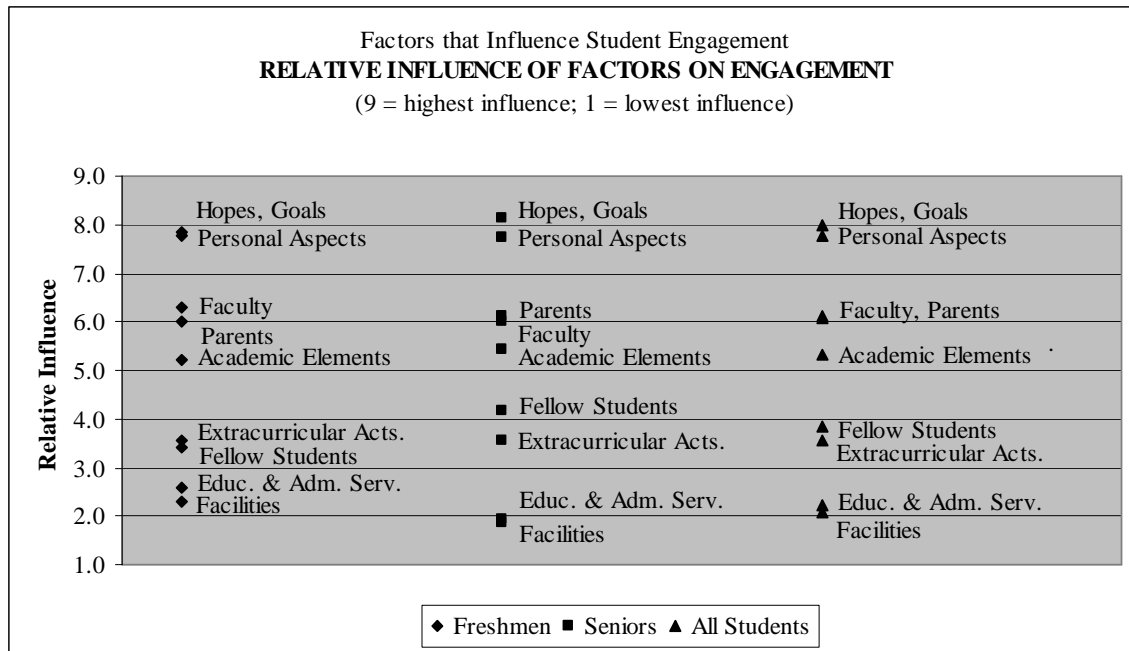 Factors that Influence Student Engagement
RELATIVE INFLUENCE OF FACTORS ON ENGAGEMENT
(9 = highest influence; 1 = lowest influence)
Relative Influence
9.0
8.0
7.0
6.0
5.0
4.0
3.0
2.0
1.0
Hopes, Goals
Personal Aspects
Faculty
Parents
Academic Elements
Extracurricular Acts.
Fellow Students
Educ. & Adm. Serv.
Facilities
Hopes, Goals
Personal Aspects
Parents
Faculty
Academic Elements
Fellow Students
Extracurricular Acts.
Educ. & Adm. Serv.
Facilities
Hopes, Goals
Personal Aspects
Faculty, Parents
Academic Elements .
Fellow Students
Extracurricular Acts.
Educ. & Adm. Serv.
Facilities
Freshmen Seniors All Students